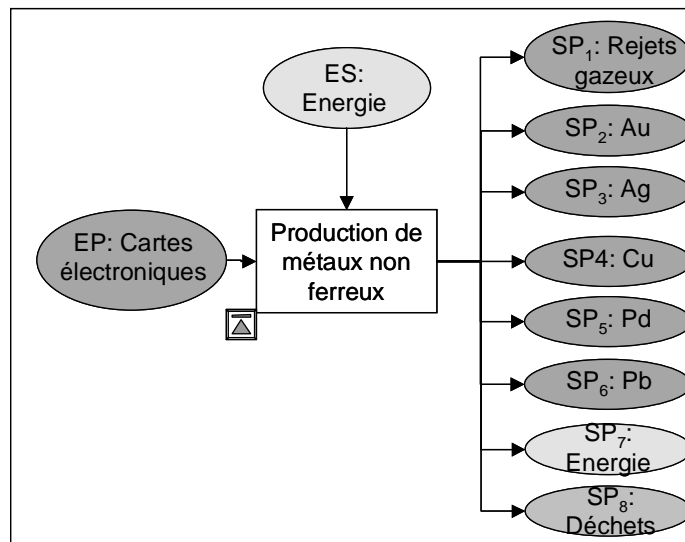 SP₁: Rejets
gazeux
ES:
Energie
SP₂: Au
SP₃: Ag
EP: Cartes
électroniques
Production de
métaux non
ferreux
SP4: Cu
SP₅: Pd
SP₆: Pb
SP₇:
Energie
SP₈:
Déchets